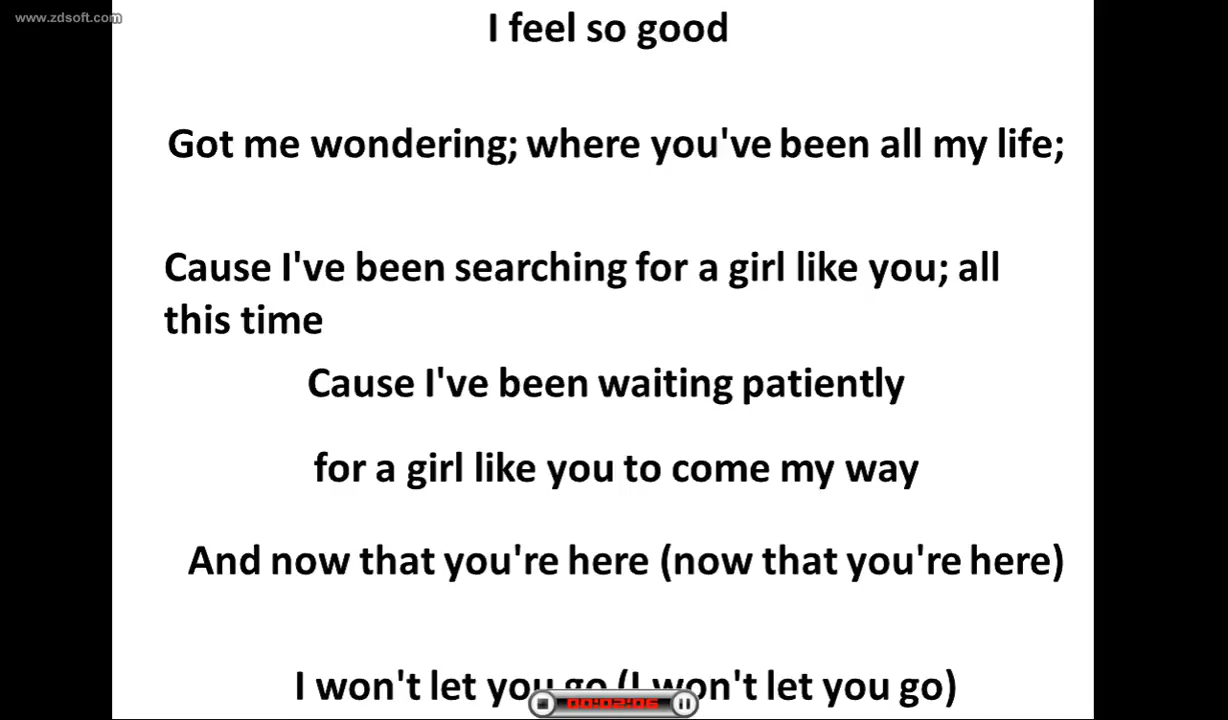 www.zdsoft.com
I feel so good
Got me wondering; where you've been all my life;
Cause I've been searching for a girl like you; all
this time
Cause I've been waiting patiently
for a girl like you to come my way
And now that you're here (now that you're here)
I won't let you go (I won't let you go)
00:02:06